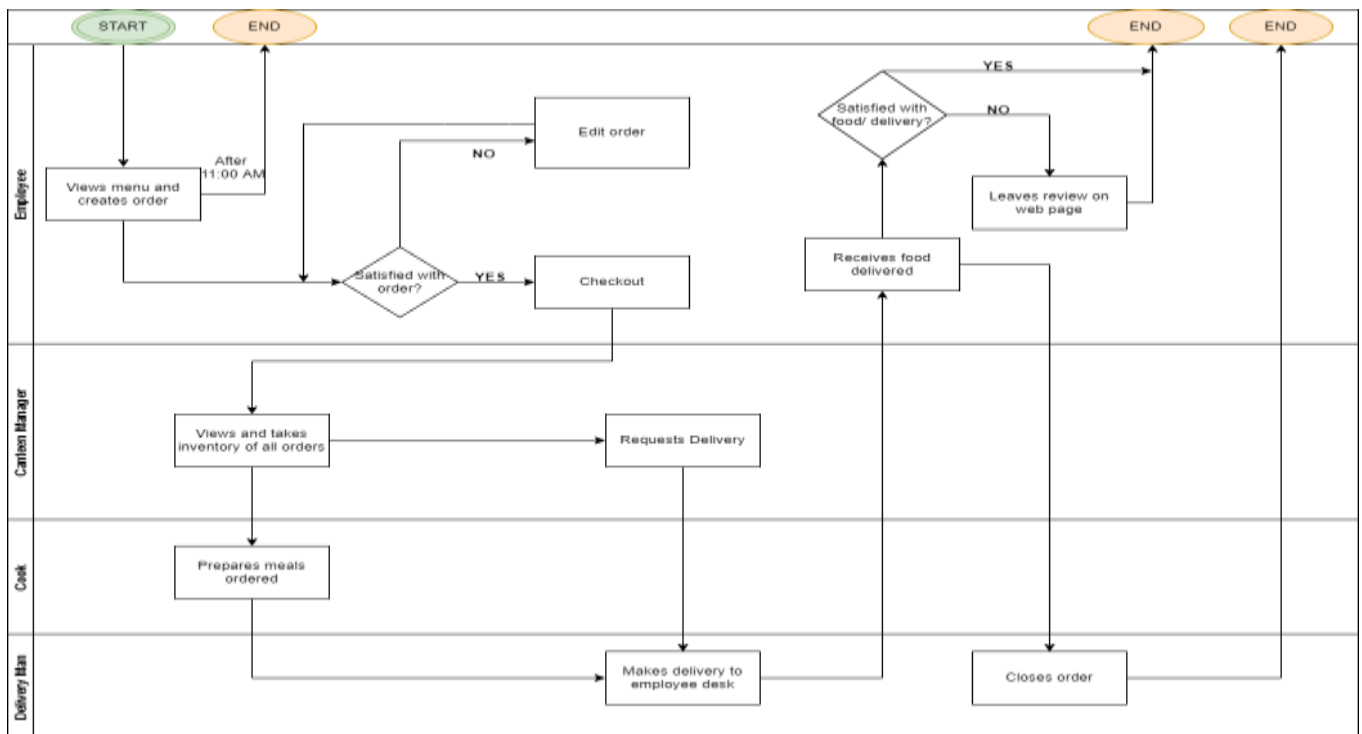 START
END
END
END
Employee
Views menu and
creates order
After
11:00 AM
Edit order
NO
Satisfied with
order?
YES
Checkout
Satisfied with
food/ delivery?
YES
NO
Leaves review on
web page
Receives food
delivered
Canteen Manager
Views and takes
inventory of all orders
Requests Delivery
Cook
Prepares meals
ordered
Delivery Man
Makes delivery to
employee desk
Closes order